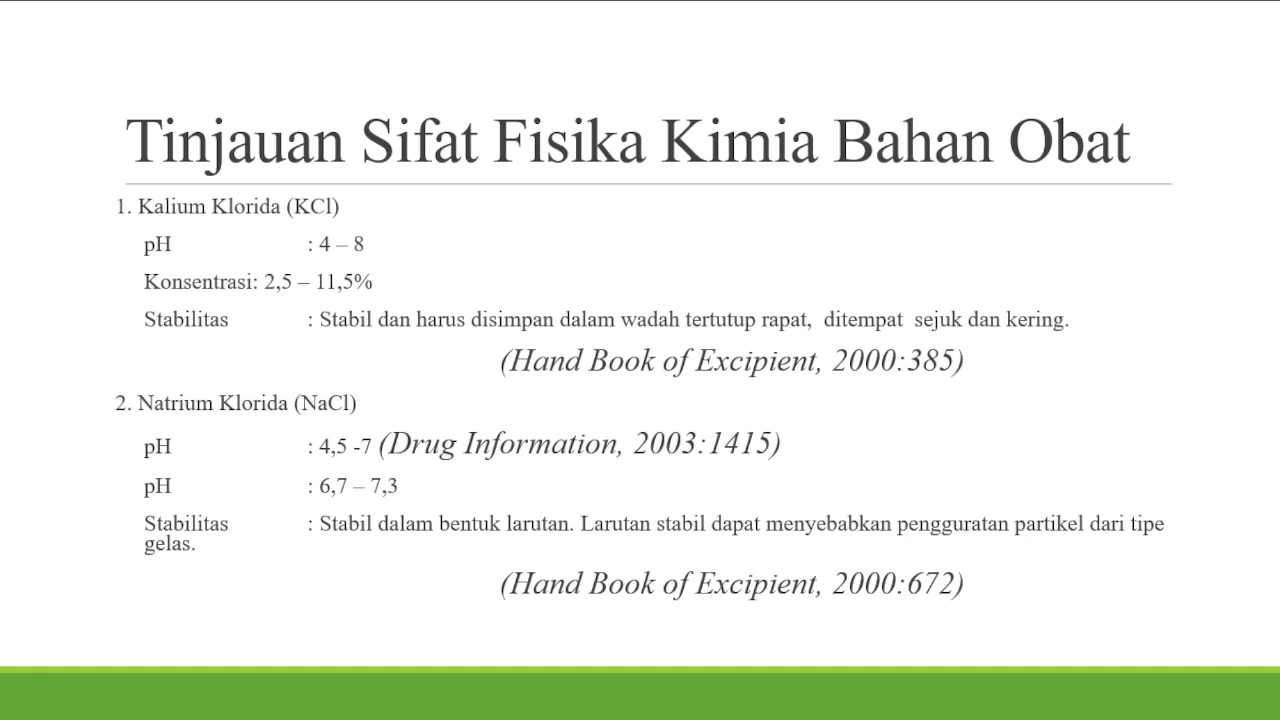 Tinjauan Sifat Fisika Kimia Bahan Obat
1. Kalium Klorida (KCl)
pH : 4 – 8
Konsentrasi: 2,5 – 11,5%
Stabilitas : Stabil dan harus disimpan dalam wadah tertutup rapat, ditempat sejuk dan kering.
(Hand Book of Excipient, 2000:385)
2. Natrium Klorida (NaCl)
pH : 4,5 -7 (Drug Information, 2003:1415)
pH : 6,7 – 7,3
Stabilitas : Stabil dalam bentuk larutan. Larutan stabil dapat menyebabkan pengguratan partikel dari tipe
gelas.
(Hand Book of Excipient, 2000:672)